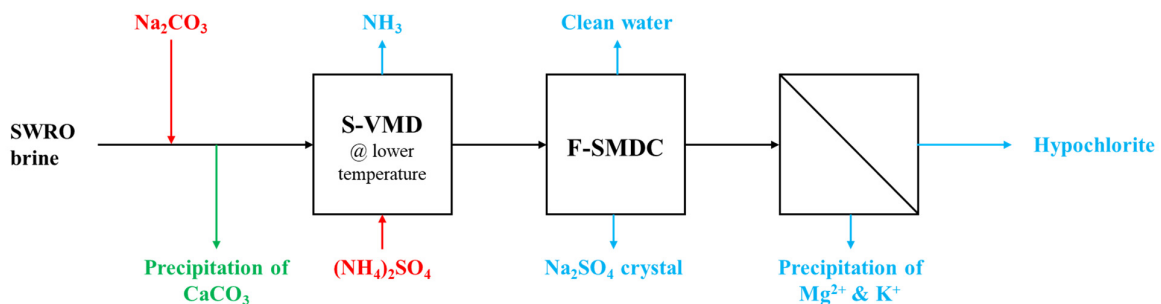 Na₂CO₃
NH₃
Clean water
SWRO
brine
S-VMD
@ lower
temperature
F-SMDC
Hypochlorite
Precipitation of
CaCO₃
(NH₄)₂SO₄
Na₂SO₄ crystal
Precipitation of
Mg²⁺ & K⁺